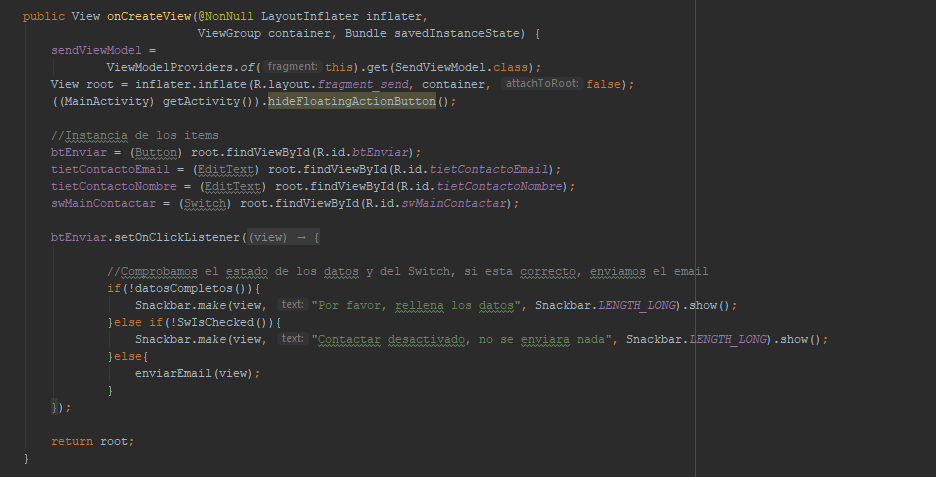 public View onCreateView(@NonNull LayoutInflater inflater,
ViewGroup container, Bundle savedInstanceState) {
sendViewModel =
ViewModelProviders.of( fragment: this).get(SendViewModel.class);
View root = inflater.inflate(R.layout.fragment_send, container, attachToRoot: false);
((MainActivity) getActivity()).hideFloatingActionButton();
//Instancia de los items
btEnviar = (Button) root.findViewById(R.id.btEnviar);
tietContactoEmail = (EditText) root.findViewById(R.id.tietContactoEmail);
tietContactoNombre = (EditText) root.findViewById(R.id.tietContactoNombre);
swMainContactar = (Switch) root.findViewById(R.id.swMainContactar);
btEnviar.setOnClickListener((view) → {
//Comprobamos el estado de los datos y del Switch, si esta correcto, enviamos el email
if(!datosCompletos()){
Snackbar.make(view, text: "Por favor, rellena los datos", Snackbar.LENGTH_LONG).show();
}else if(!SwIsChecked()){
Snackbar.make(view, text: "Contactar desactivado, no se enviara nada", Snackbar.LENGTH_LONG).show();
}else{
enviarEmail(view);
}
});
return root;
}